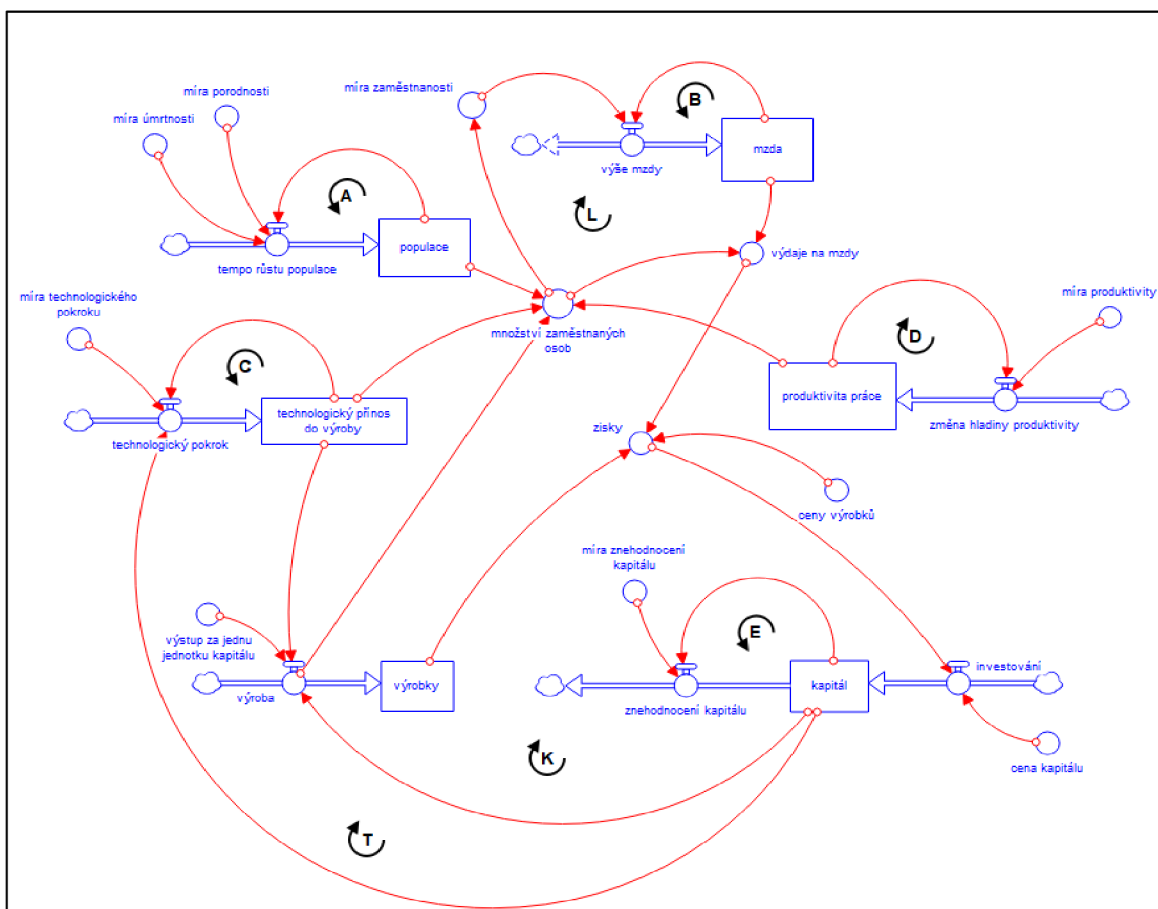 míra porodnosti
míra úmrtnosti
míra zaměstnanosti
B
mzda
výše mzdy
A
L
populace
tempo růstu populace
výdaje na mzdy
míra technologického
pokroku
množství zaměstnaných
osob
míra produktivity
D
C
produktivita práce
technologický přínos
do výroby
technologický pokrok
změna hladiny produktivity
zisky
ceny výrobků
míra znehodnocení
kapitálu
výstup za jednu
jednotku kapitálu
E
investování
výroba
výrobky
kapitál
znehodnocení kapitálu
K
cena kapitálu
T